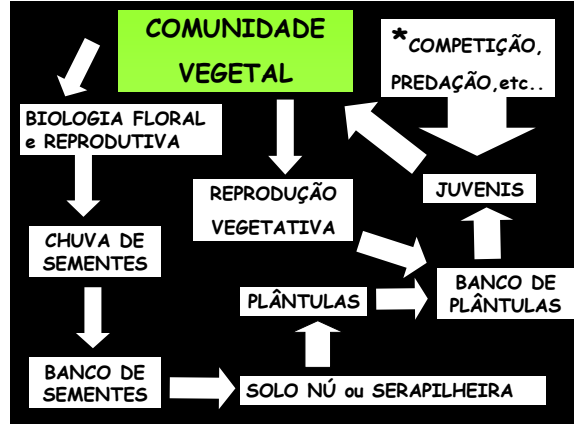 COMUNIDADE
VEGETAL
*COMPETIÇÃO,
PREDAÇÃO,etc..
BIOLOGIA FLORAL
e REPRODUTIVA
REPRODUÇÃO
VEGETATIVA
JUVENIS
CHUVA DE
SEMENTES
BANCO DE
PLÂNTULAS
PLÂNTULAS
BANCO DE
SEMENTES
SOLO NÚ ou SERAPILHEIRA